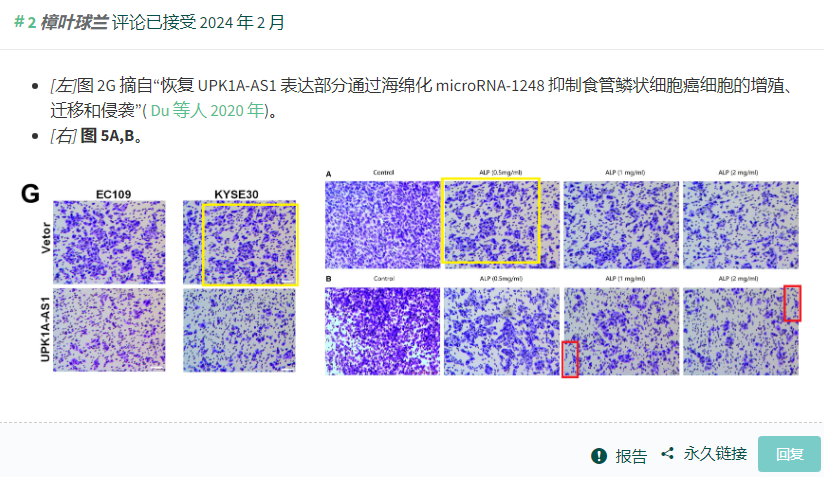 #2 樟叶球兰 评论已接受 2024 年 2 月
[左]图 2G 摘自“恢复 UPK1A-AS1 表达部分通过海绵化 microRNA-1248 抑制食管鳞状细胞癌细胞的增殖、
迁移和侵袭”( Du 等人 2020 年)。
[右] 图 5A,B。
G
EC109 KYSE30
Vetor
UPK1A-AS1
A Control ALP (0.5mg/ml) ALP (1 mg/ml) ALP (2 mg/ml)
B Control ALP (0.5mg/ml) ALP (1 mg/ml) ALP (2 mg/ml)
报告 永久链接 回复